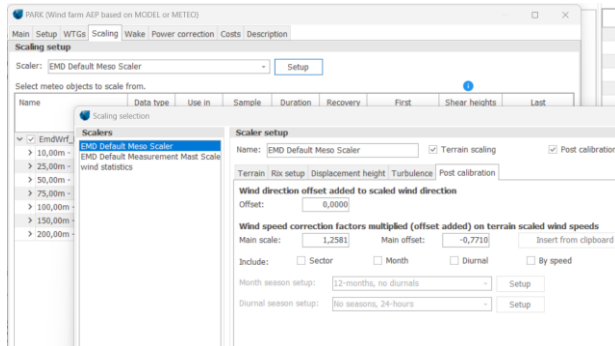 PARK (Wind farm AEP based on MODEL or METEO)
Main Setup WTGs Scaling Wake Power correction Costs Description
Scaling setup
Scaler: EMD Default Meso Scaler Setup
Select meteo objects to scale from.
Name Data type Use in Sample Duration Recovery First Shear heights Last
Scaling selection
Scalers Scaler setup
EmdWrf_
EMD Default Meso Scaler Name: EMD Default Meso Scaler Terrain scaling Post calibration
10,00m - EMD Default Measurement Mast Scale
25,00m - wind statistics Terrain Rix setup Displacement height Turbulence Post calibration
50,00m -
75,00m - Wind direction offset added to scaled wind direction
100,00m - Offset: 0,0000
150,00m - Wind speed correction factors multiplied (offset added) on terrain scaled wind speeds
200,00m - Main scale: 1,2581 Main offset: -0,7710 Insert from clipboard
Include: Sector Month Diurnal By speed
Month season setup: 12-months, no diurnals Setup
Diurnal season setup: No seasons, 24-hours Setup